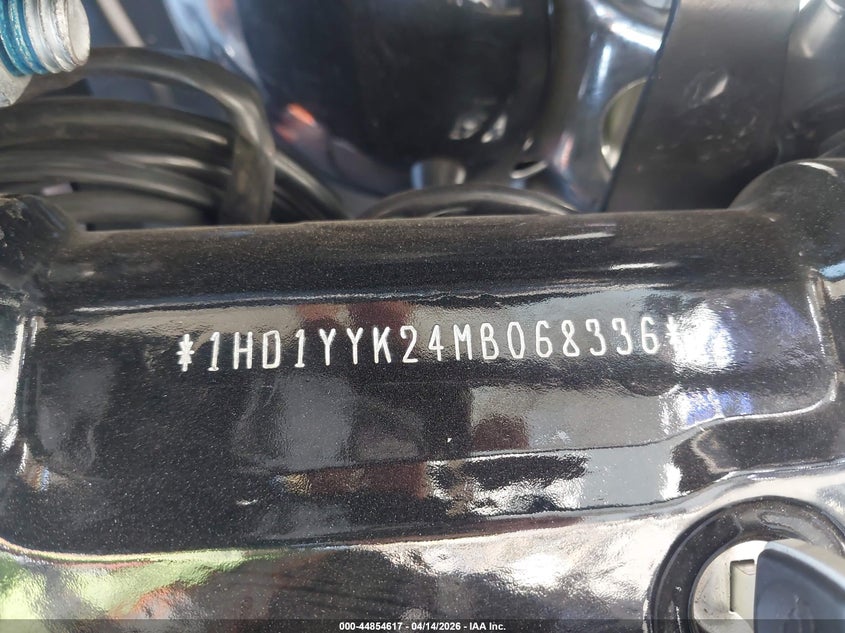 *1HD1YYK24MB068336*
000-44854617 - 04/14/2026 - IAA Inc.